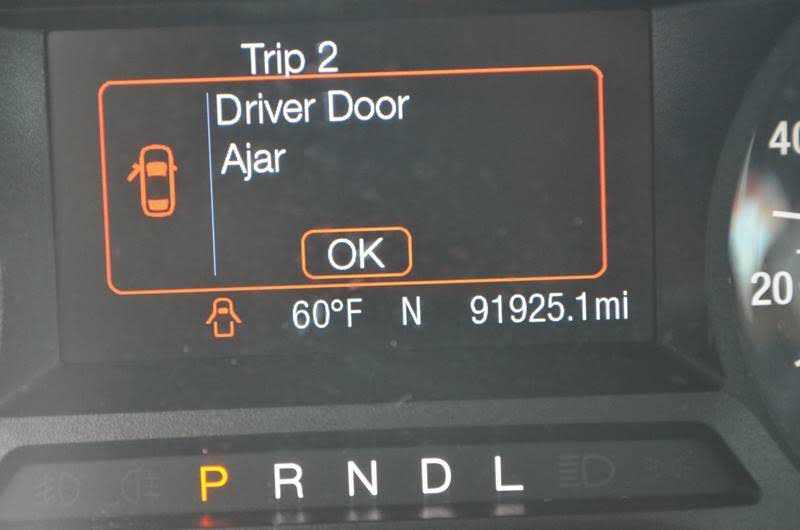 Trip 2
Driver Door
Ajar
OK
60°F N 91925.1mi
40
20
P R N D L